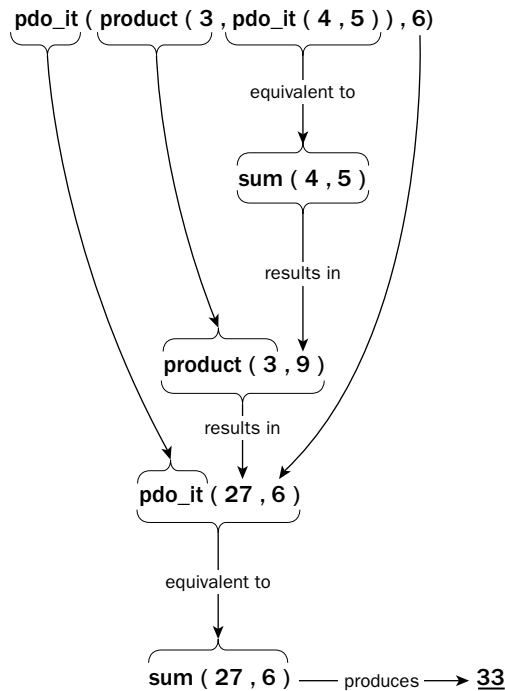 pdo_it ( product ( 3 , pdo_it ( 4 , 5 ) ) , 6)
equivalent to
sum ( 4 , 5 )
results in
product ( 3 , 9 )
results in
pdo_it ( 27 , 6 )
equivalent to
sum ( 27 , 6 ) produces 33